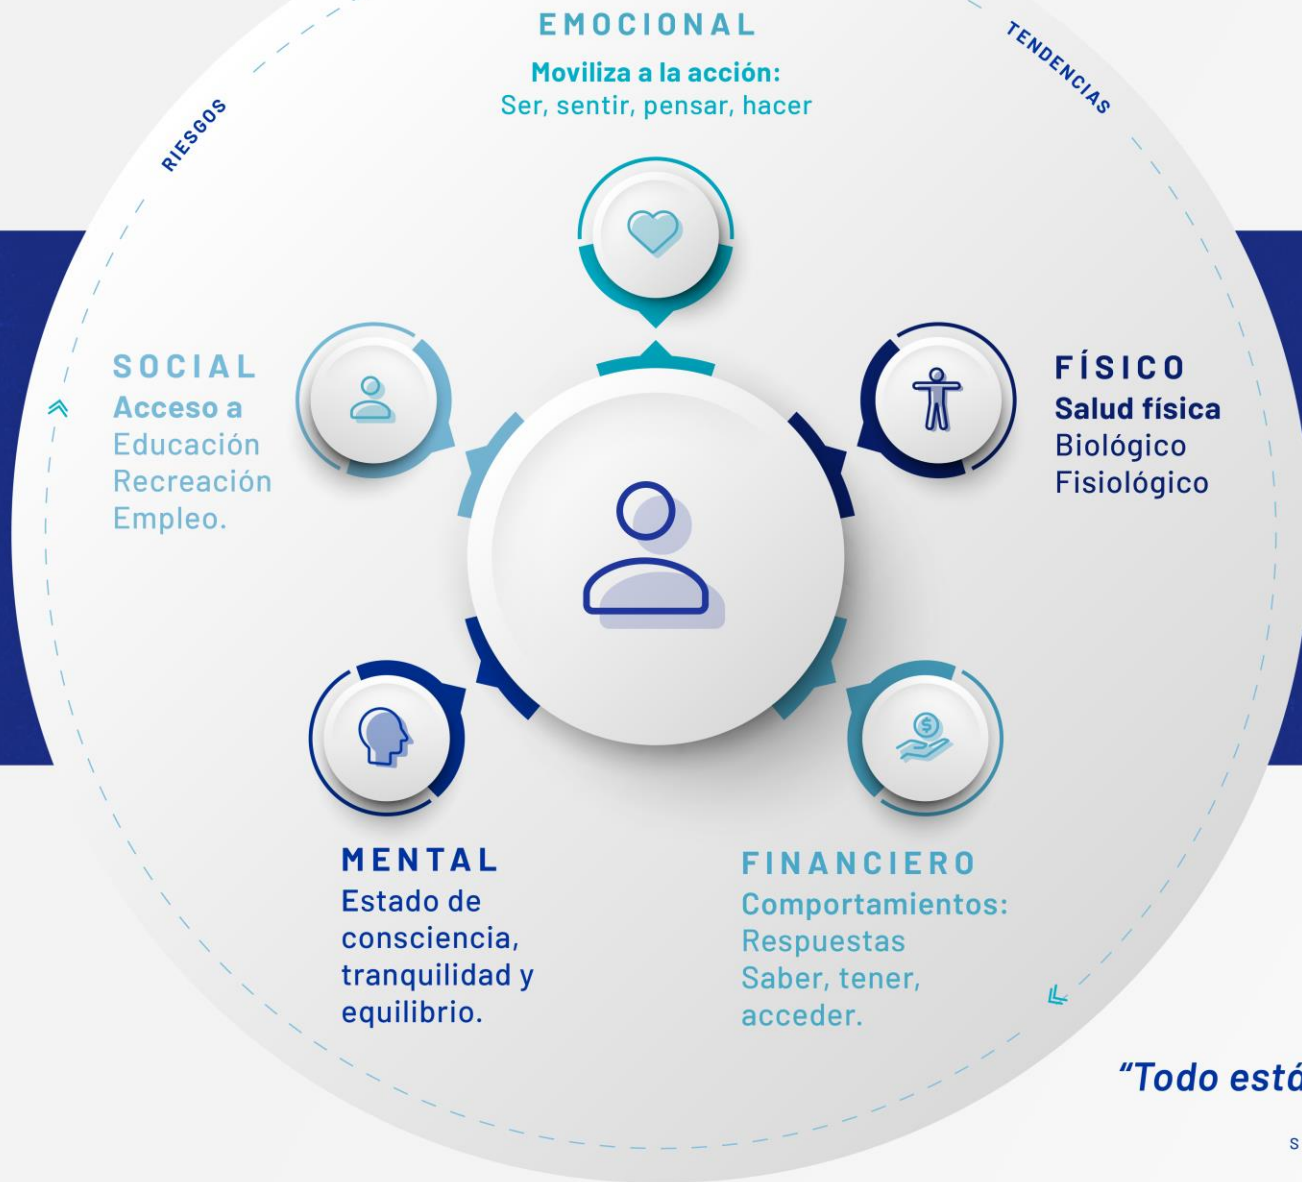 EMOCIONAL
Moviliza a la acción:
Ser, sentir, pensar, hacer
RIESGOS
TENDENCIAS
SOCIAL
Acceso a
Educación
Recreación
Empleo.
FÍSICO
Salud física
Biológico
Fisiológico
MENTAL
Estado de
consciencia,
tranquilidad y
equilibrio.
FINANCIERO
Comportamientos:
Respuestas
Saber, tener,
acceder.
“Todo está
S